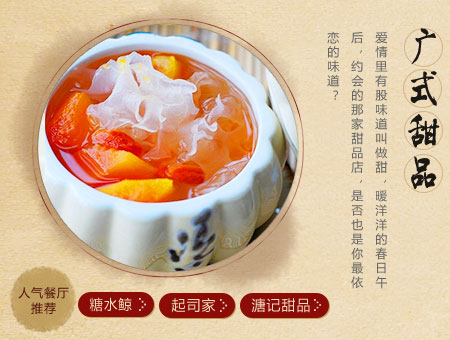 广式甜品
爱情里有股味道叫做甜，暖洋洋的春日午
后，约会的那家甜品店，是否也是你最依
恋的味道？
人气餐厅
推荐
糖水鲸
起司家
溏记甜品